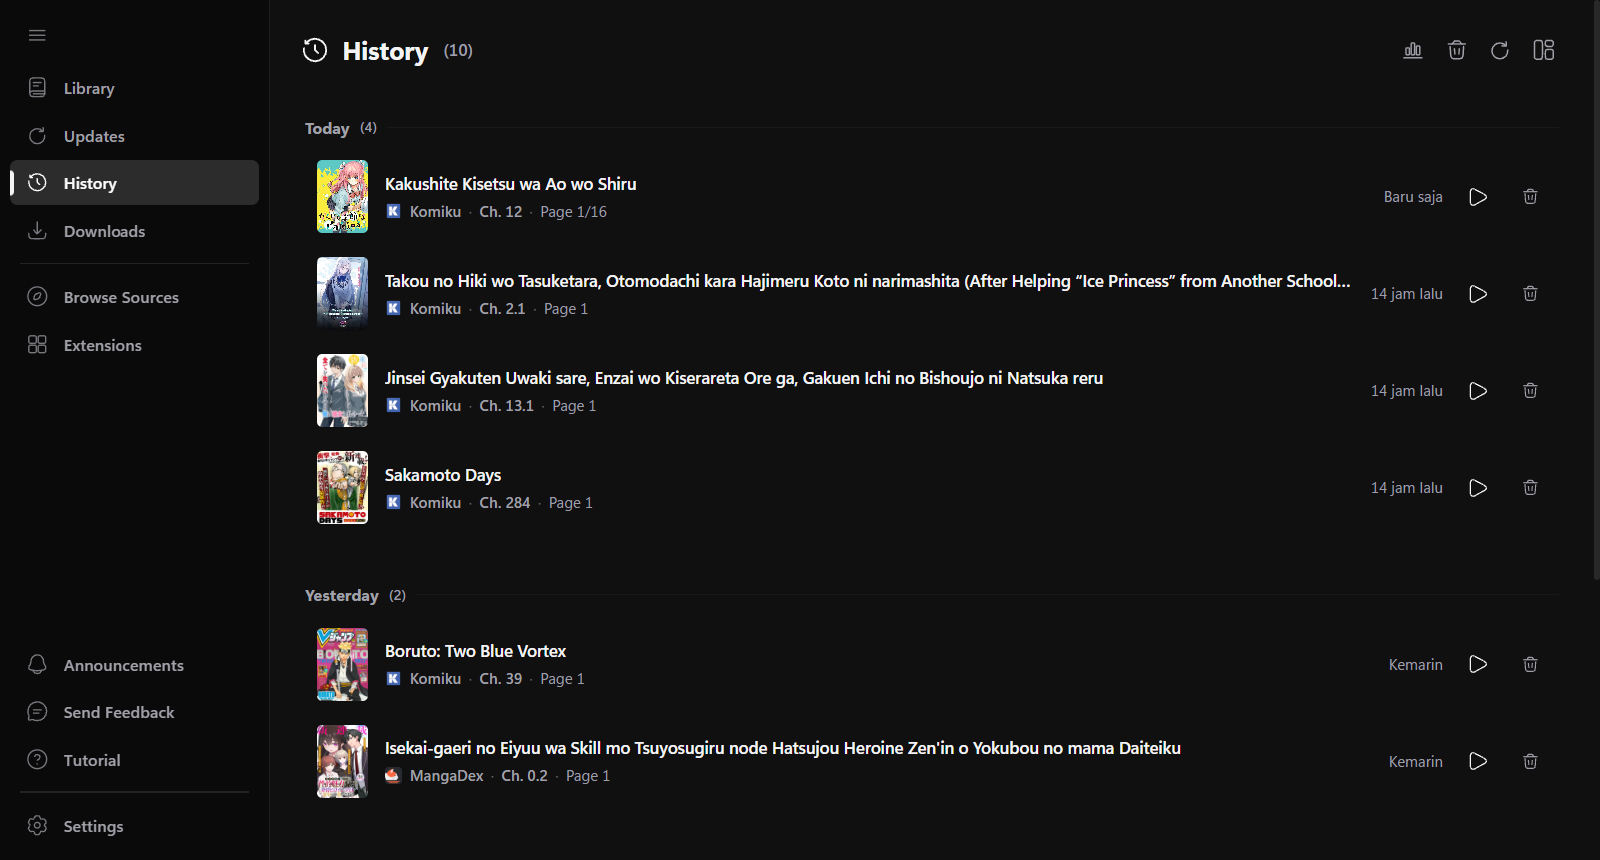 Library
Updates
History
Downloads
Browse Sources
Extensions
Announcements
Send Feedback
Tutorial
Settings
History (10)
Today (4)
Kakushite Kisetsu wa Ao wo Shiru
Komiku · Ch. 12 · Page 1/16
Baru saja
Takou no Hiki wo Tasuketara, Otomodachi kara Hajimeru Koto ni narimashita (After Helping “Ice Princess” from Another School...
Komiku · Ch. 2.1 · Page 1
14 jam lalu
Jinsei Gyakuten Uwaki sare, Enzai wo Kiserareta Ore ga, Gakuen Ichi no Bishoujo ni Natsuka reru
Komiku · Ch. 13.1 · Page 1
14 jam lalu
SAKAMOTO
DAYS
Sakamoto Days
Komiku · Ch. 284 · Page 1
14 jam lalu
Yesterday (2)
Boruto: Two Blue Vortex
Komiku · Ch. 39 · Page 1
Kemarin
Isekai-gaeri no Eiyuu wa Skill mo Tsuyosugiru node Hatsujou Heroine Zen'in o Yokubou no mama Daiteiku
MangaDex · Ch. 0.2 · Page 1
Kemarin